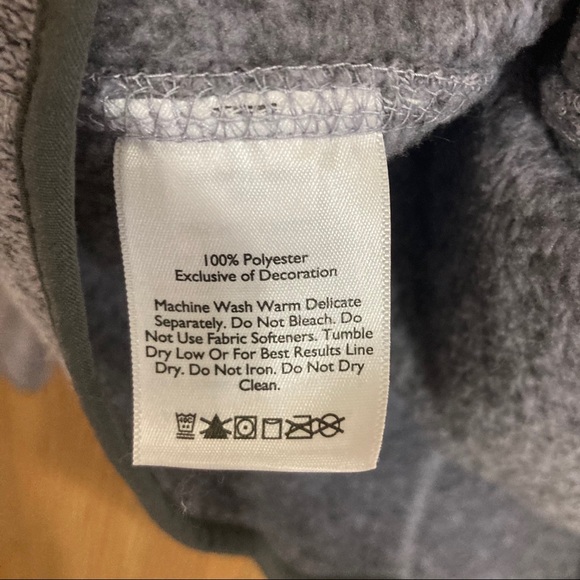 100% Polyester
Exclusive of Decoration
Machine Wash Warm Delicate
Separately. Do Not Bleach. Do
Not Use Fabric Softeners. Tumble
Dry Low Or For Best Results Line
Dry. Do Not Iron. Do Not Dry
Clean.